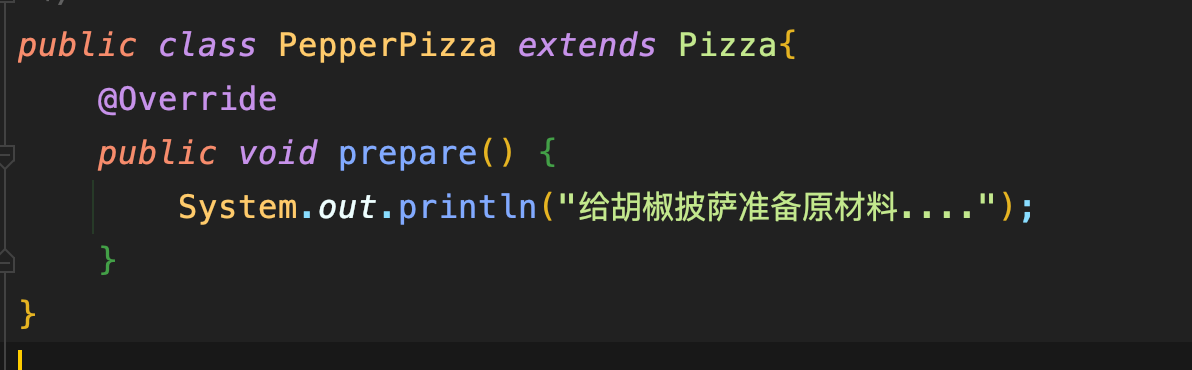 public class PepperPizza extends Pizza{
    @Override
    public void prepare() {
        System.out.println("给胡椒披萨准备原材料....");
    }
}